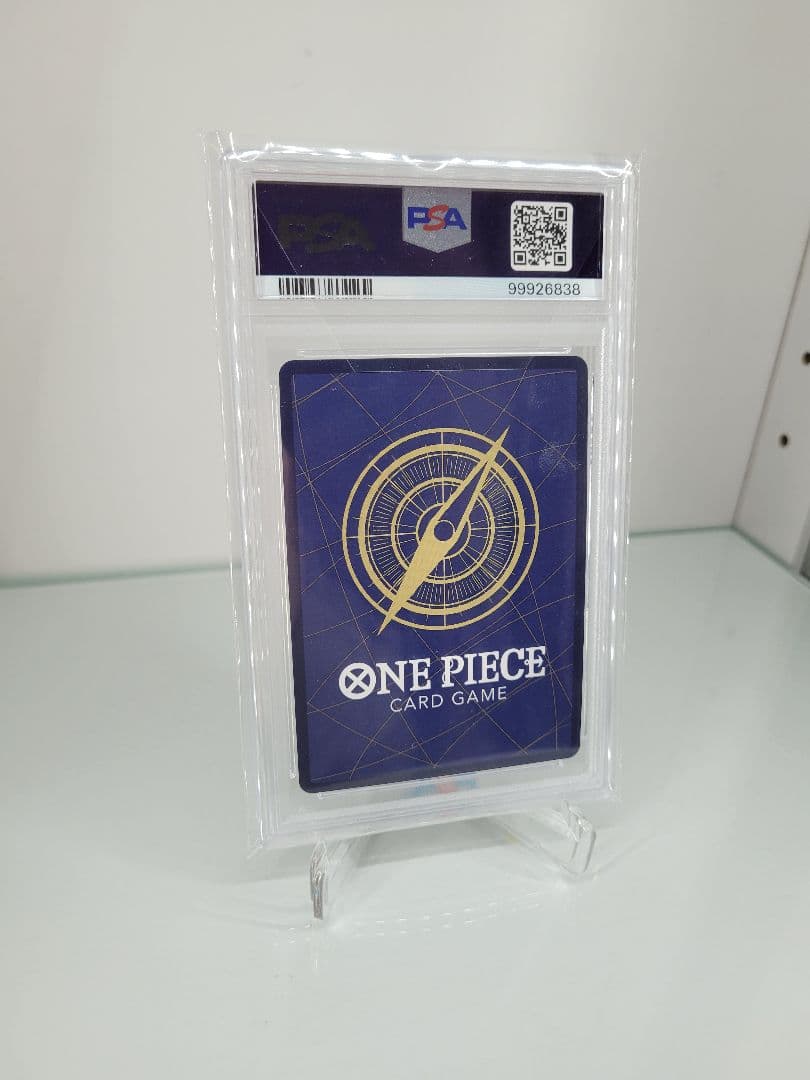 PSA
PSA
99926838
ONE PIECE
CARD GAME